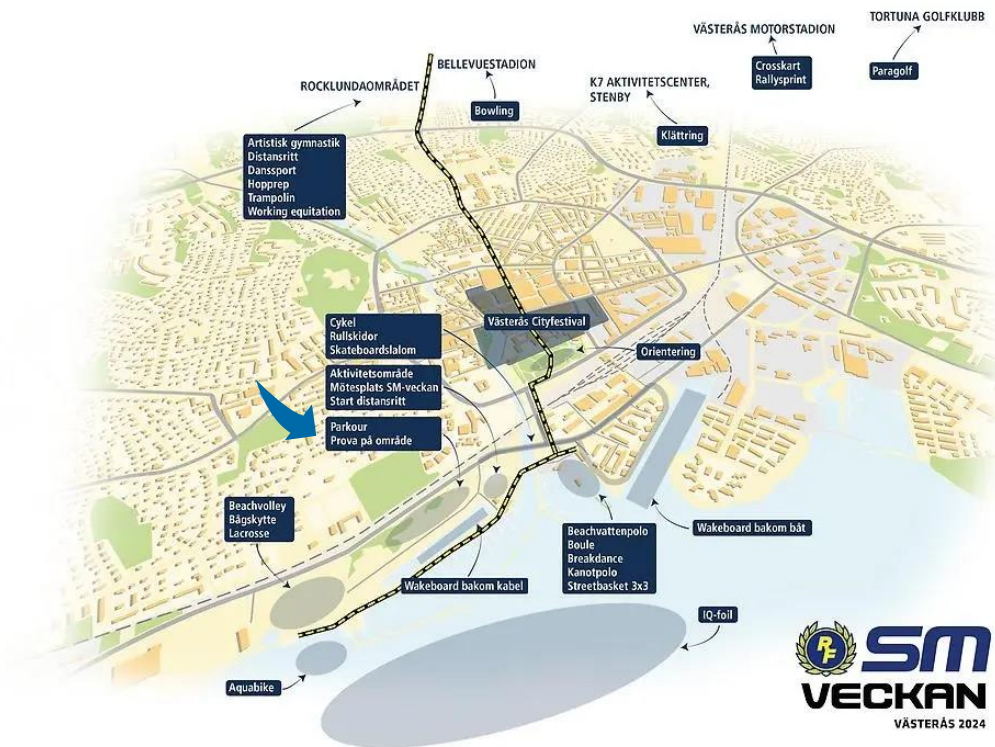 TORTUNA GOLFKLUBB
VÄSTERÅS MOTORSTADION
Crosskart
Rallysprint
Paragolf
BELLEVUESTADION
Bowling
K7 AKTIVITETSCENTER,
STENBY
Klättring
ROCKLUNDAOMRÅDET
Artistisk gymnastik
Distansritt
Danssport
Hopprep
Trampolin
Working equitation
Cykel
Rullskidor
Skateboardslalom
Västerås Cityfestival
Orientering
Aktivitetsområde
Mötesplats SM-veckan
Start distansritt
Parkour
Prova på område
Beachvolley
Bågskytte
Lacrosse
Wakeboard bakom kabel
Beachvattenpolo
Boule
Breakdance
Kanotpolo
Streetbasket 3x3
Wakeboard bakom båt
IQ-foil
Aquabike
RF SM
VECKAN
VÄSTERÅS 2024